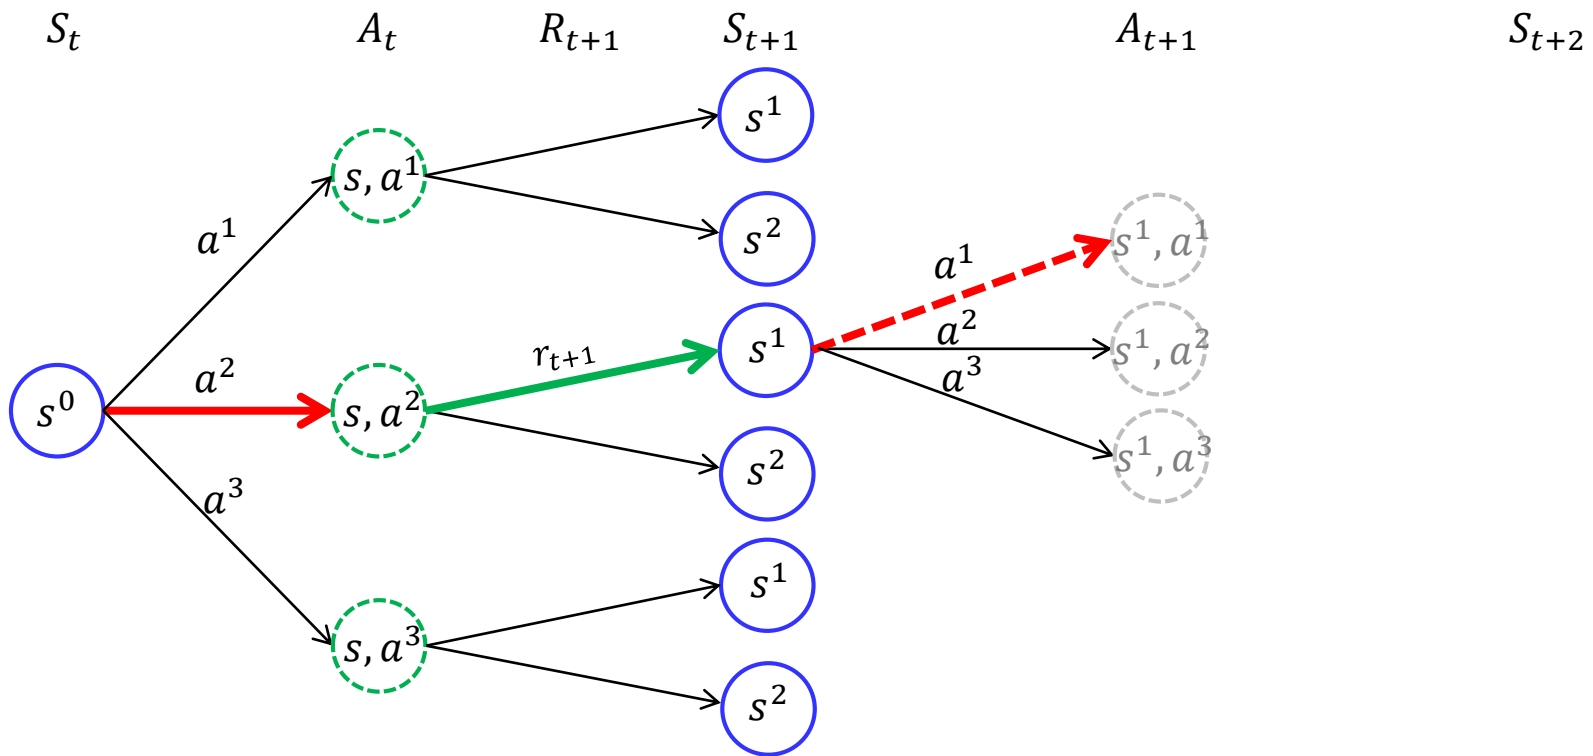 S_t A_t R_{t+1} S_{t+1} A_{t+1} S_{t+2}
s^1
s, a^1
a^1
s^2
s^1, a^1
a^1
r_{t+1}
s^1
a^2
s^1, a^2
a^3
a^2
s^0
s, a^2
s^1, a^3
s^2
a^3
s^1
s, a^3
s^2